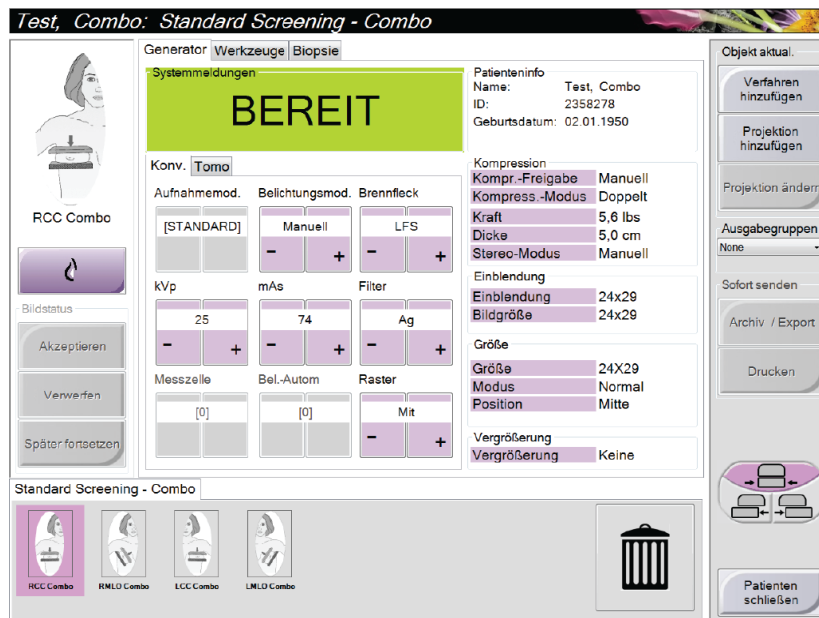 Test, Combo: Standard Screening - Combo
Generator Werkzeuge Biopsie
Objekt aktual.
Systemmeldungen
BEREIT
Patienteninfo
Name: Test, Combo
ID: 2358278
Geburtsdatum: 02.01.1950
Verfahren
hinzufügen
Projektion
hinzufügen
Projektion ändern
RCC Combo
Konv. Tomo
Aufnahmemod. Belichtungsmod. Brennfleck
[STANDARD] Manuell LFS
- + - +
kVp mAs Filter
25 74 Ag
- + - + - +
Messzelle Bel.-Autom Raster
[0] [0] Mit
- +
Kompression
Kompr.-Freigabe Manuell
Kompress.-Modus Doppelt
Kraft 5,6 lbs
Dicke 5,0 cm
Stereo-Modus Manuell
Einblendung
Einblendung 24x29
Bildgröße 24x29
Größe
Größe 24X29
Modus Normal
Position Mitte
Vergrößerung
Vergrößerung Keine
Bildstatus
Akzeptieren
Verwerfen
Später fortsetzen
Ausgabegruppen
None
Sofort senden
Archiv / Export
Drucken
Standard Screening - Combo
RCC Combo RMLO Combo LCC Combo LMLO Combo
Patienten
schließen